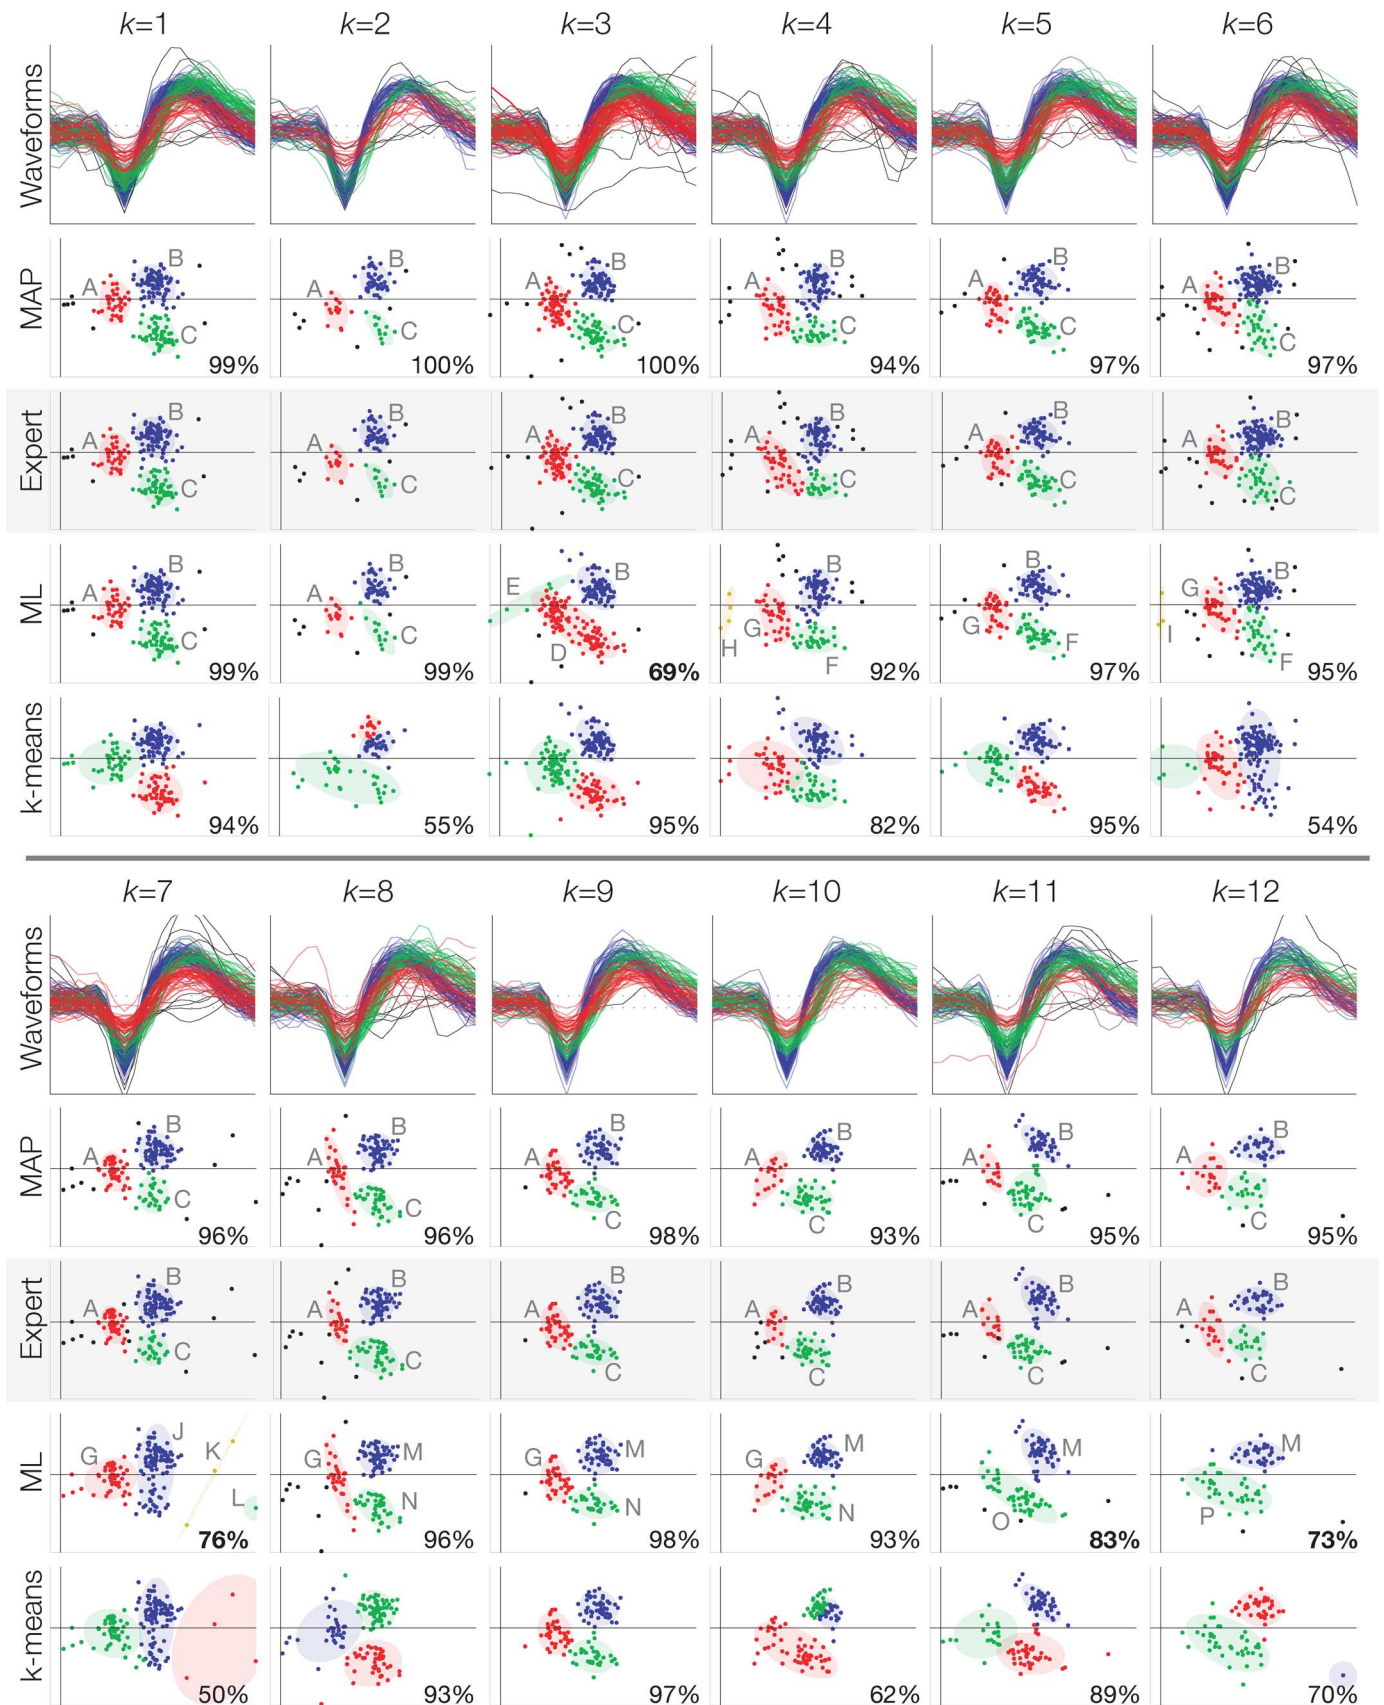 k=1 k=2 k=3 k=4 k=5 k=6
Waveforms
MAP
A B C 99%
A B C 100%
A B C 100%
A B C 94%
A B C 97%
A B C 97%
Expert
A B C
A B C
A B C
A B C
A B C
A B C
ML
A B C 99%
A B C 99%
E B D 69%
H G F 92% B
B G F 97%
G B I F 95%
k-means
94% 55% 95% 82% 95% 54%
k=7 k=8 k=9 k=10 k=11 k=12
Waveforms
MAP
A B C 96%
A B C 96%
A B C 98%
A B C 93%
A B C 95%
A B C 95%
Expert
A B C
A B C
A B C
A B C
A B C
A B C
ML
G J K L 76%
G M N 96%
G M N 98%
G M N 93%
M O 83%
M P 73%
k-means
50% 93% 97% 62% 89% 70%